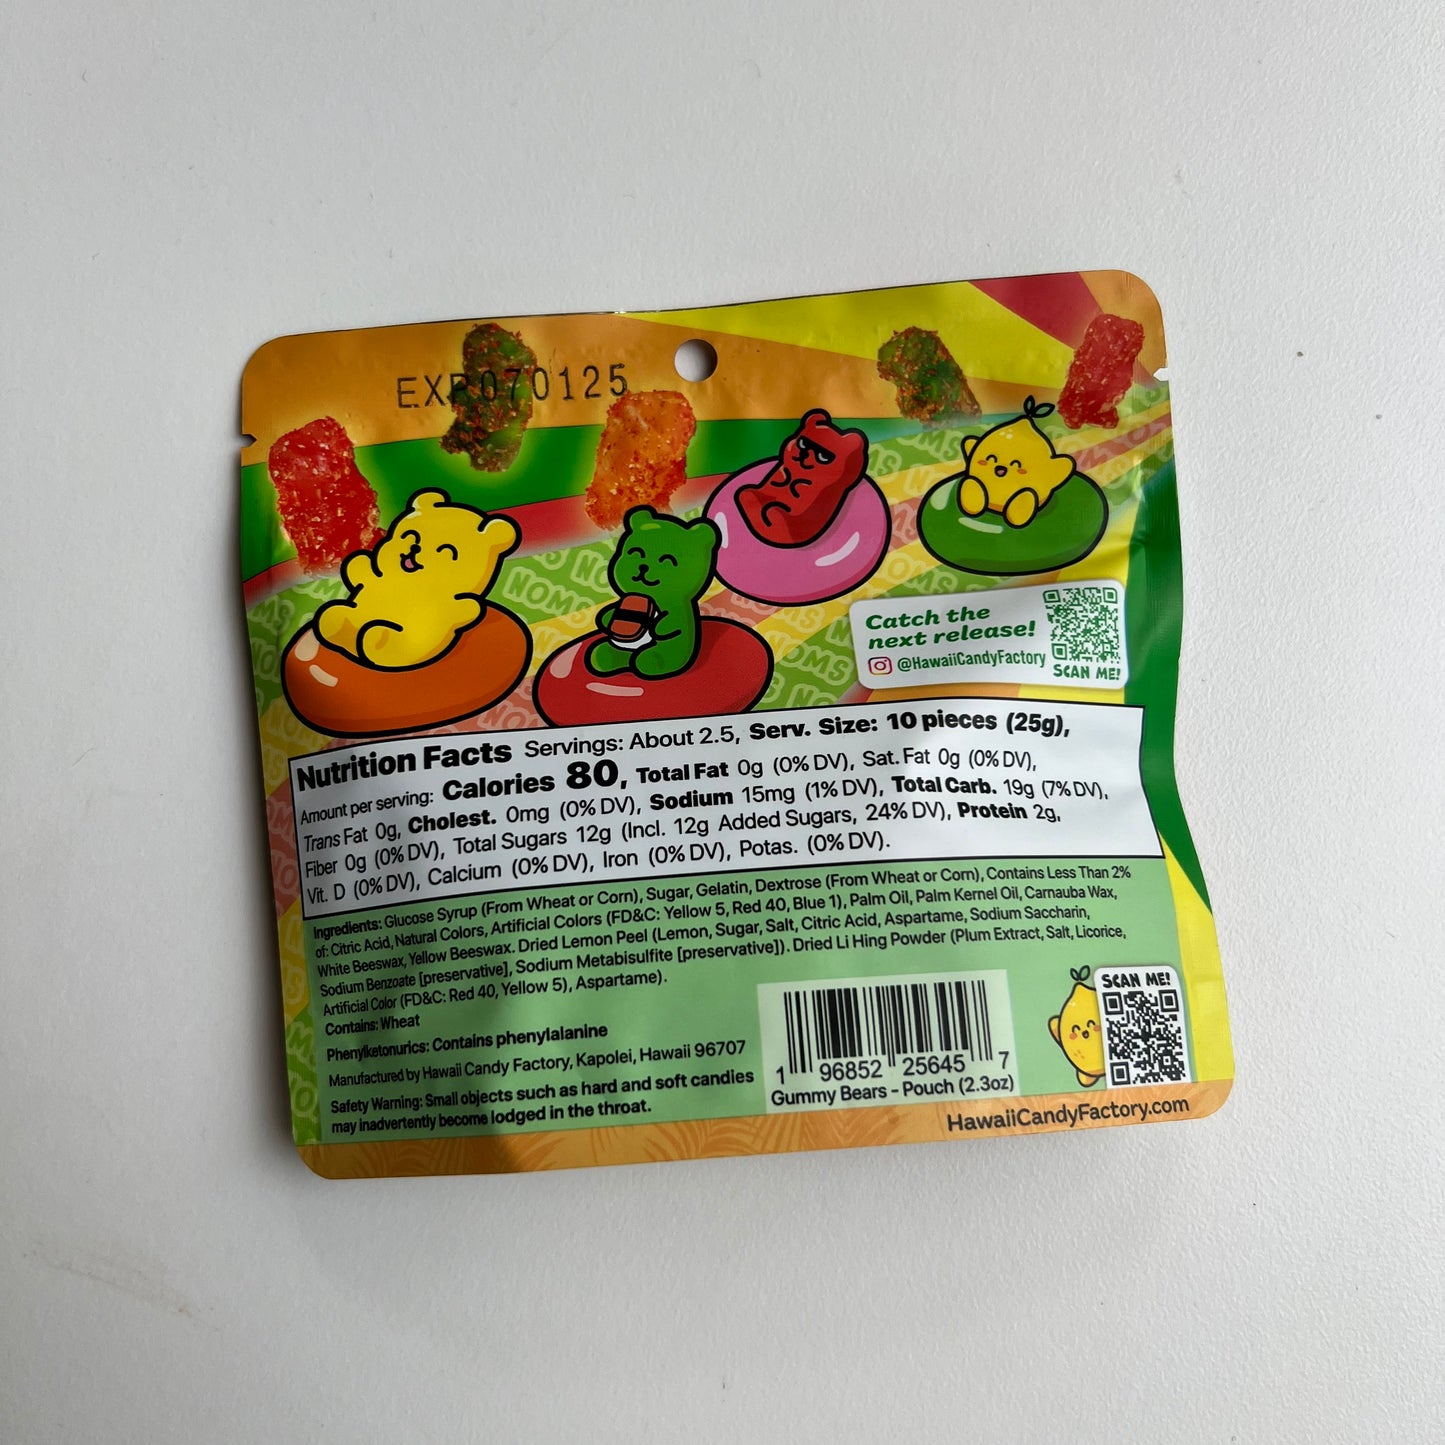 EXP070125
Catch the
next release!
@HawaiiCandyFactory
SCAN ME!
NOMS
Nutrition Facts Servings: About 2.5, Serv. Size: 10 pieces (25g),
Amount per serving: Calories 80, Total Fat 0g (0% DV), Sat. Fat 0g (0% DV),
Trans Fat 0g, Cholest. 0mg (0% DV), Sodium 15mg (1% DV), Total Carb. 19g (7% DV),
Fiber 0g (0% DV), Total Sugars 12g (Incl. 12g Added Sugars, 24% DV), Protein 2g,
Vit. D (0% DV), Calcium (0% DV), Iron (0% DV), Potas. (0% DV).
Ingredients: Glucose Syrup (From Wheat or Corn), Sugar, Gelatin, Dextrose (From Wheat or Corn), Contains Less Than 2%
of: Citric Acid, Natural Colors, Artificial Colors (FD&C: Yellow 5, Red 40, Blue 1), Palm Oil, Palm Kernel Oil, Carnauba Wax,
White Beeswax, Yellow Beeswax. Dried Lemon Peel (Lemon, Sugar, Salt, Citric Acid, Aspartame, Sodium Saccharin,
Sodium Benzoate [preservative], Sodium Metabisulfite [preservative]). Dried Li Hing Powder (Plum Extract, Salt, Licorice,
Artificial Color (FD&C: Red 40, Yellow 5), Aspartame).
Contains: Wheat
Phenylketonurics: Contains phenylalanine
Manufactured by Hawaii Candy Factory, Kapolei, Hawaii 96707
Safety Warning: Small objects such as hard and soft candies
may inadvertently become lodged in the throat.
1 96852 25645 7
Gummy Bears - Pouch (2.3oz)
SCAN ME!
HawaiiCandyFactory.com